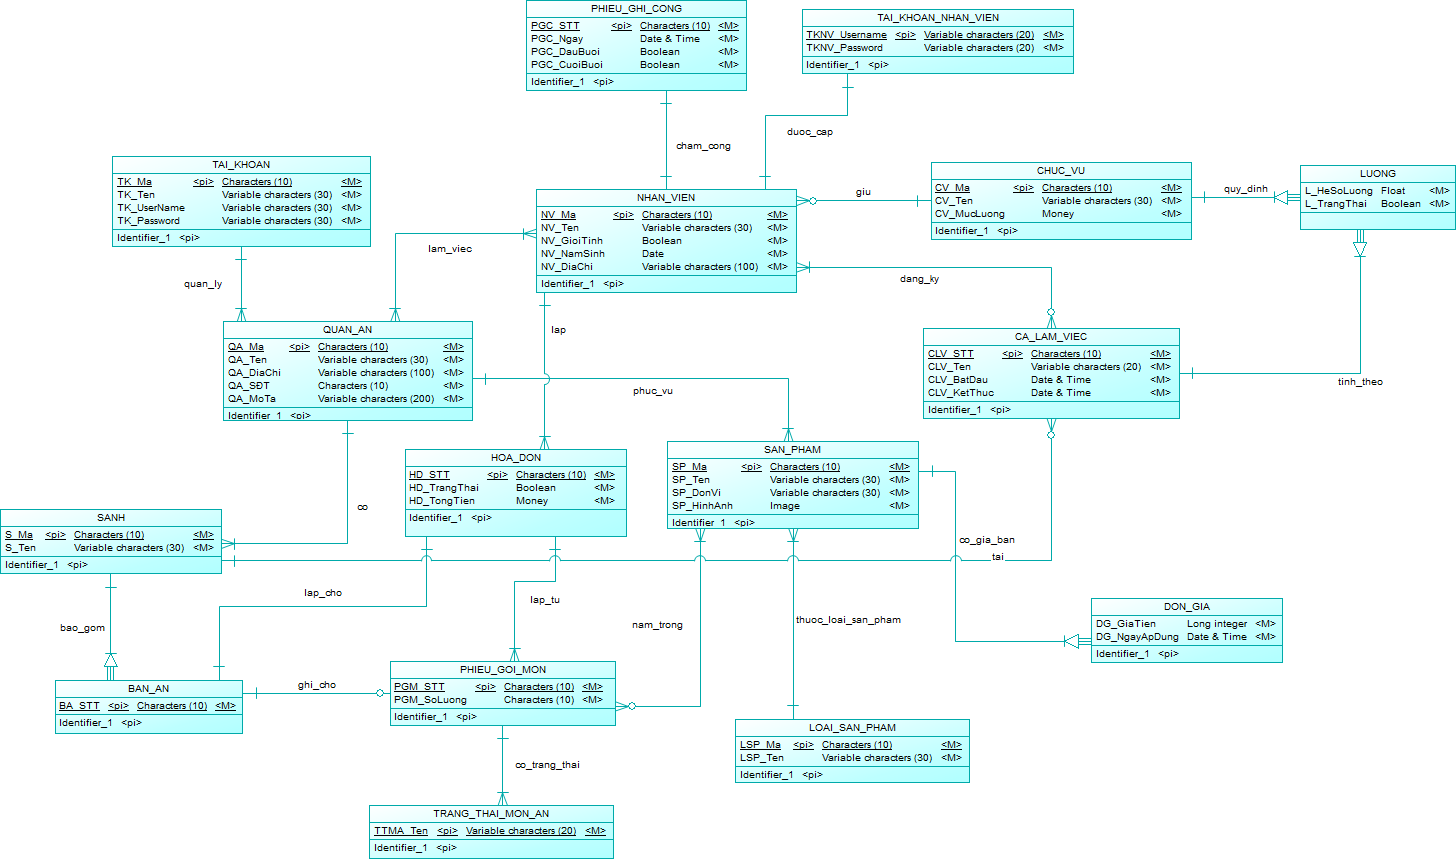 PHIEU_GHI_CONG
PGC_STT <pi> Characters (10) <M>
PGC_Ngay Date & Time <M>
PGC_DauBuoi Boolean <M>
PGC_CuoiBuoi Boolean <M>
Identifier_1 <pi>
TAI_KHOAN_NHAN_VIEN
TKNV_Username <pi> Variable characters (20) <M>
TKNV_Password Variable characters (20) <M>
Identifier_1 <pi>
cham_cong
duoc_cap
TAI_KHOAN
TK_Ma <pi> Characters (10) <M>
TK_Ten Variable characters (30) <M>
TK_UserName Variable characters (30) <M>
TK_Password Variable characters (30) <M>
Identifier_1 <pi>
NHAN_VIEN
NV_Ma <pi> Characters (10) <M>
NV_Ten Variable characters (30) <M>
NV_GioiTinh Boolean <M>
NV_NamSinh Date <M>
NV_DiaChi Variable characters (100) <M>
Identifier_1 <pi>
giu
CHUC_VU
CV_Ma <pi> Characters (10) <M>
CV_Ten Variable characters (30) <M>
CV_MucLuong Money <M>
Identifier_1 <pi>
quy_dinh
LUONG
L_HeSoLuong Float <M>
L_TrangThai Boolean <M>
lam_viec
quan_ly
dang_ky
lap
QUAN_AN
QA_Ma <pi> Characters (10) <M>
QA_Ten Variable characters (30) <M>
QA_DiaChi Variable characters (100) <M>
QA_SĐT Characters (10) <M>
QA_MoTa Variable characters (200) <M>
Identifier_1 <pi>
CA_LAM_VIEC
CLV_STT <pi> Characters (10) <M>
CLV_Ten Variable characters (20) <M>
CLV_BatDau Date & Time <M>
CLV_KetThuc Date & Time <M>
Identifier_1 <pi>
phuc_vu
tinh_theo
HOA_DON
HD_STT <pi> Characters (10) <M>
HD_TrangThai Boolean <M>
HD_TongTien Money <M>
Identifier_1 <pi>
SAN_PHAM
SP_Ma <pi> Characters (10) <M>
SP_Ten Variable characters (30) <M>
SP_DonVi Variable characters (30) <M>
SP_HinhAnh Image <M>
Identifier_1 <pi>
co
SANH
S_Ma <pi> Characters (10) <M>
S_Ten Variable characters (30) <M>
Identifier_1 <pi>
co_gia_ban
tai
lap_cho
lap_tu
bao_gom
nam_trong
thuoc_loai_san_pham
DON_GIA
DG_GiaTien Long integer <M>
DG_NgayApDung Date & Time <M>
Identifier_1 <pi>
BAN_AN
BA_STT <pi> Characters (10) <M>
Identifier_1 <pi>
ghi_cho
PHIEU_GOI_MON
PGM_STT <pi> Characters (10) <M>
PGM_SoLuong Characters (10) <M>
Identifier_1 <pi>
LOAI_SAN_PHAM
LSP_Ma <pi> Characters (10) <M>
LSP_Ten Variable characters (30) <M>
Identifier_1 <pi>
co_trang_thai
TRANG_THAI_MON_AN
TTMA_Ten <pi> Variable characters (20) <M>
Identifier_1 <pi>